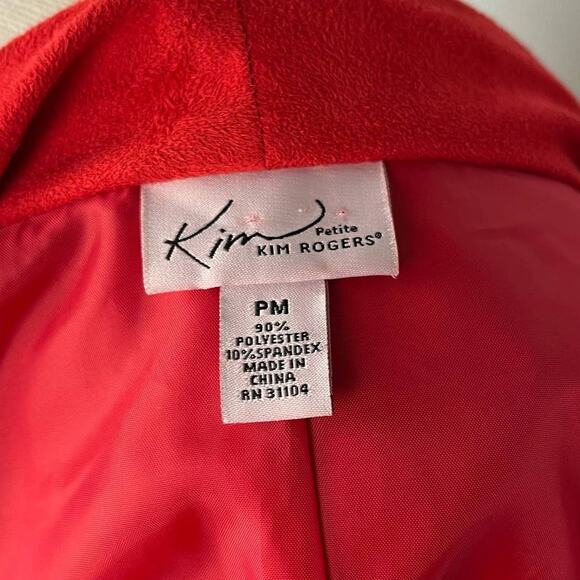 Kim
Petite
KIM ROGERS®
PM
90%
POLYESTER
10%SPANDEX
MADE IN
CHINA
RN 31104